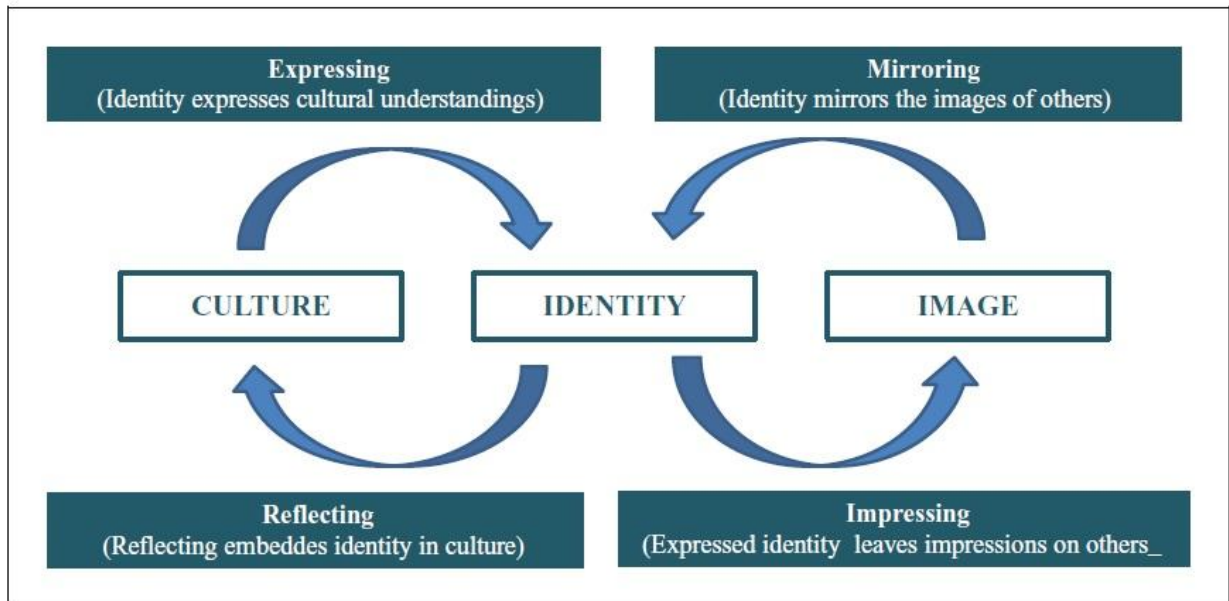 Expressing
(Identity expresses cultural understandings)
Mirroring
(Identity mirrors the images of others)
CULTURE
IDENTITY
IMAGE
Reflecting
(Reflecting embeddes identity in culture)
Impressing
(Expressed identity leaves impressions on others_